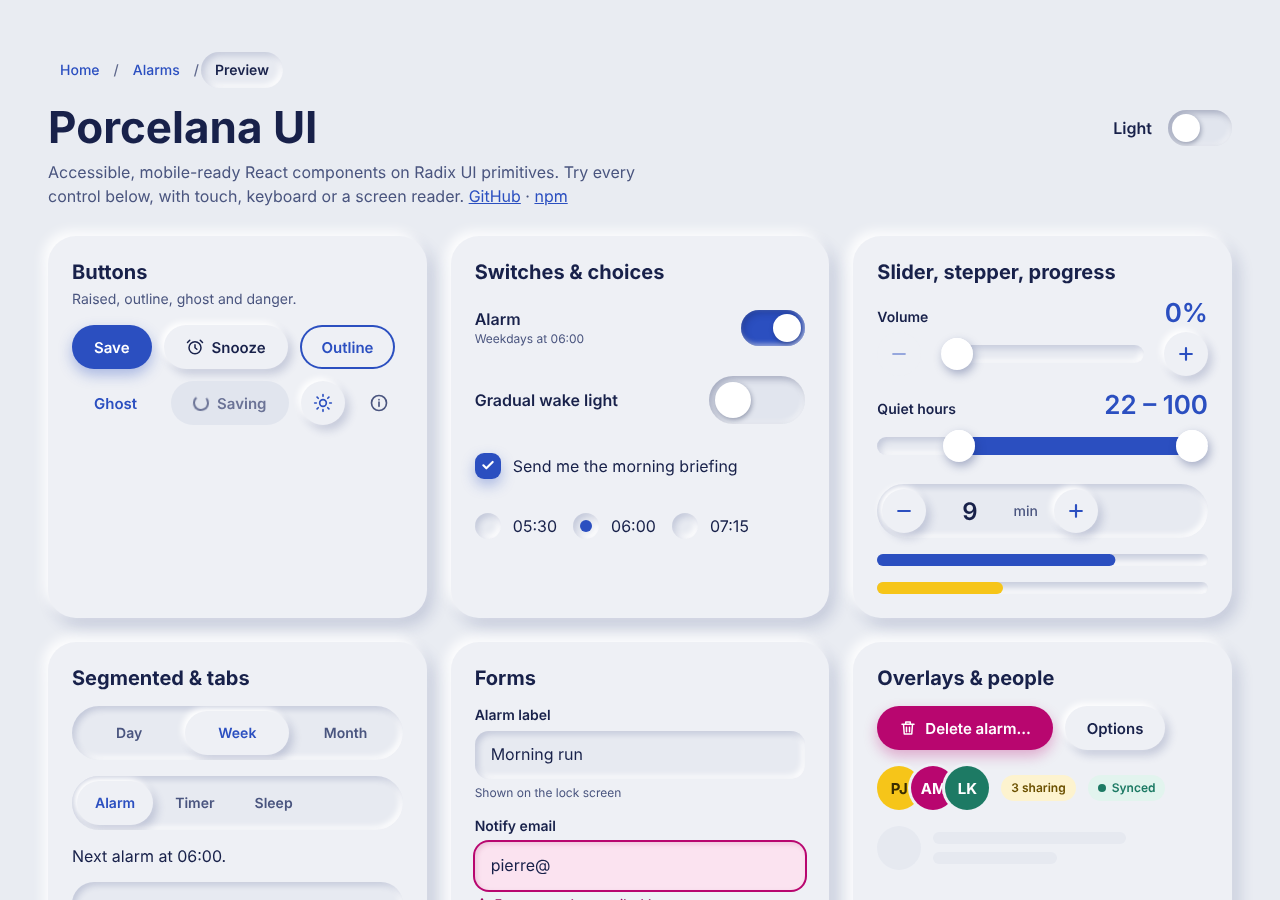 Home / Alarms / Preview
Porcelana UI
Light
Accessible, mobile-ready React components on Radix UI primitives. Try every
control below, with touch, keyboard or a screen reader. GitHub · npm
Buttons
Raised, outline, ghost and danger.
Save
Snooze
Outline
Ghost
Saving
Switches & choices
Alarm
Weekdays at 06:00
Gradual wake light
Send me the morning briefing
05:30
06:00
07:15
Slider, stepper, progress
Volume
0%
Quiet hours
22 – 100
9 min
Segmented & tabs
Day
Week
Month
Alarm
Timer
Sleep
Next alarm at 06:00.
Forms
Alarm label
Morning run
Shown on the lock screen
Notify email
pierre@
Overlays & people
Delete alarm...
Options
PJ
AM
LK
3 sharing
Synced